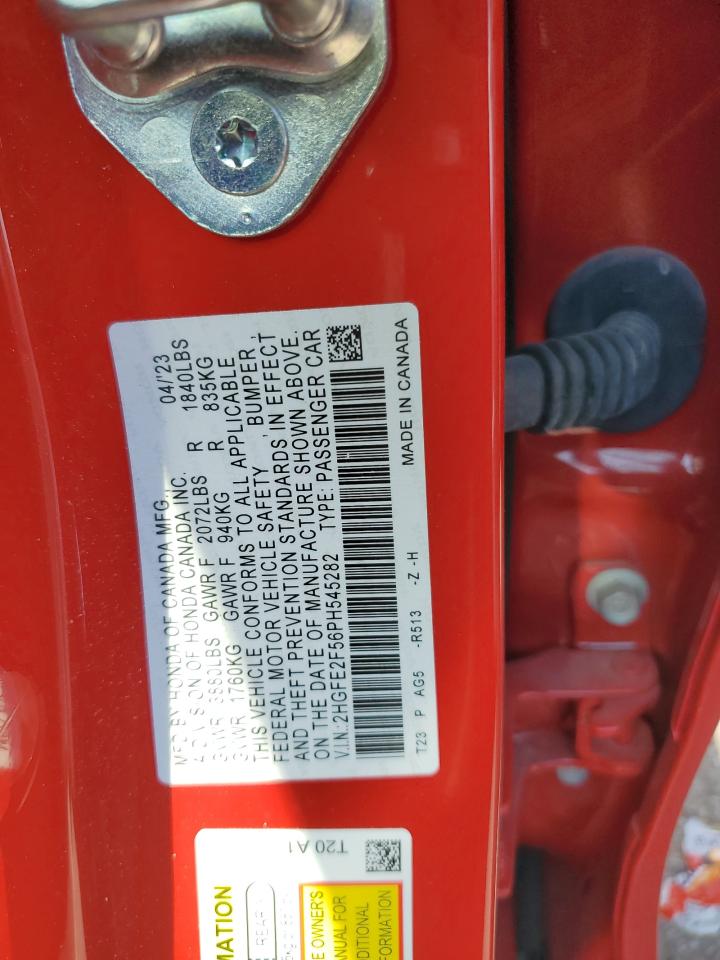 MFD BY HONDA OF CANADA MFG., 04/'23
A DIVISION OF HONDA CANADA INC.
GVWR 3880LBS GAWR F 2072LBS R 1840LBS
GVWR 1760KG GAWR F 940KG R 835KG
THIS VEHICLE CONFORMS TO ALL APPLICABLE
FEDERAL MOTOR VEHICLE SAFETY, BUMPER,
AND THEFT PREVENTION STANDARDS IN EFFECT
ON THE DATE OF MANUFACTURE SHOWN ABOVE.
V.I.N.: 2HGFE2F56PH545282 TYPE: PASSENGER CAR
T23 P AG5 -R513 -Z -H MADE IN CANADA
T20 A1
MATION
REAR
E OWNER'S
ANUAL FOR
DITIONAL
FORMATION